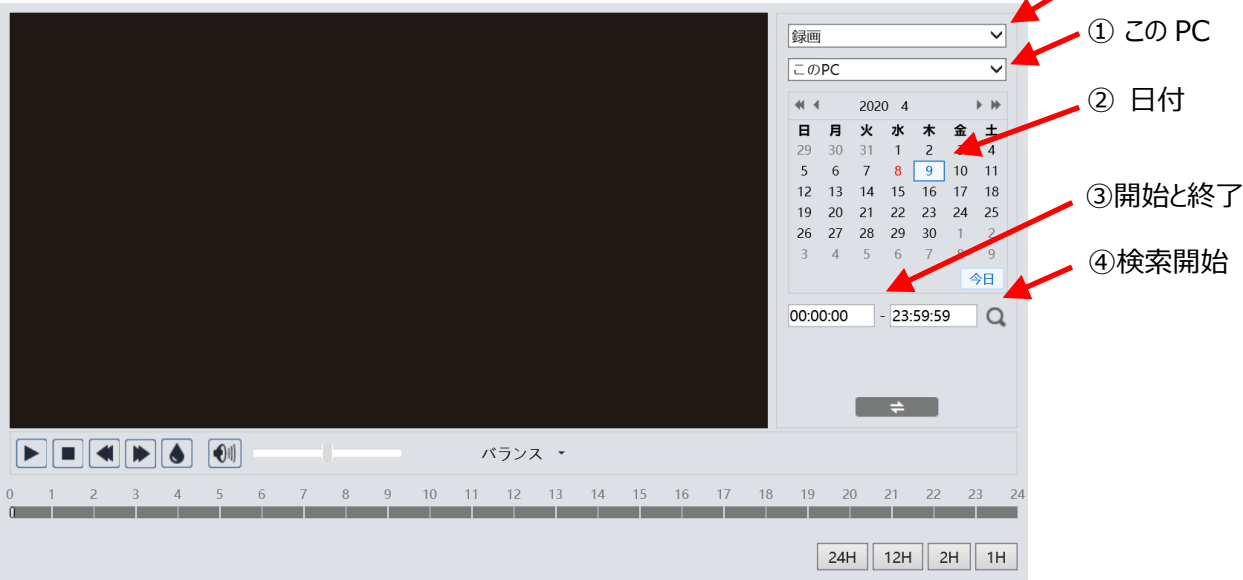 録画
① この PC
このPC
② 日付
2020 4
日 月 火 水 木 金 土
29 30 31 1 2 3 4
5 6 7 8 9 10 11
12 13 14 15 16 17 18
③開始と終了
19 20 21 22 23 24 25
26 27 28 29 30 1 2
3 4 5 6 7 8 9
④検索開始
今日
00:00:00 - 23:59:59
バランス
0 1 2 3 4 5 6 7 8 9 10 11 12 13 14 15 16 17 18 19 20 21 22 23 24
24H 12H 2H 1H